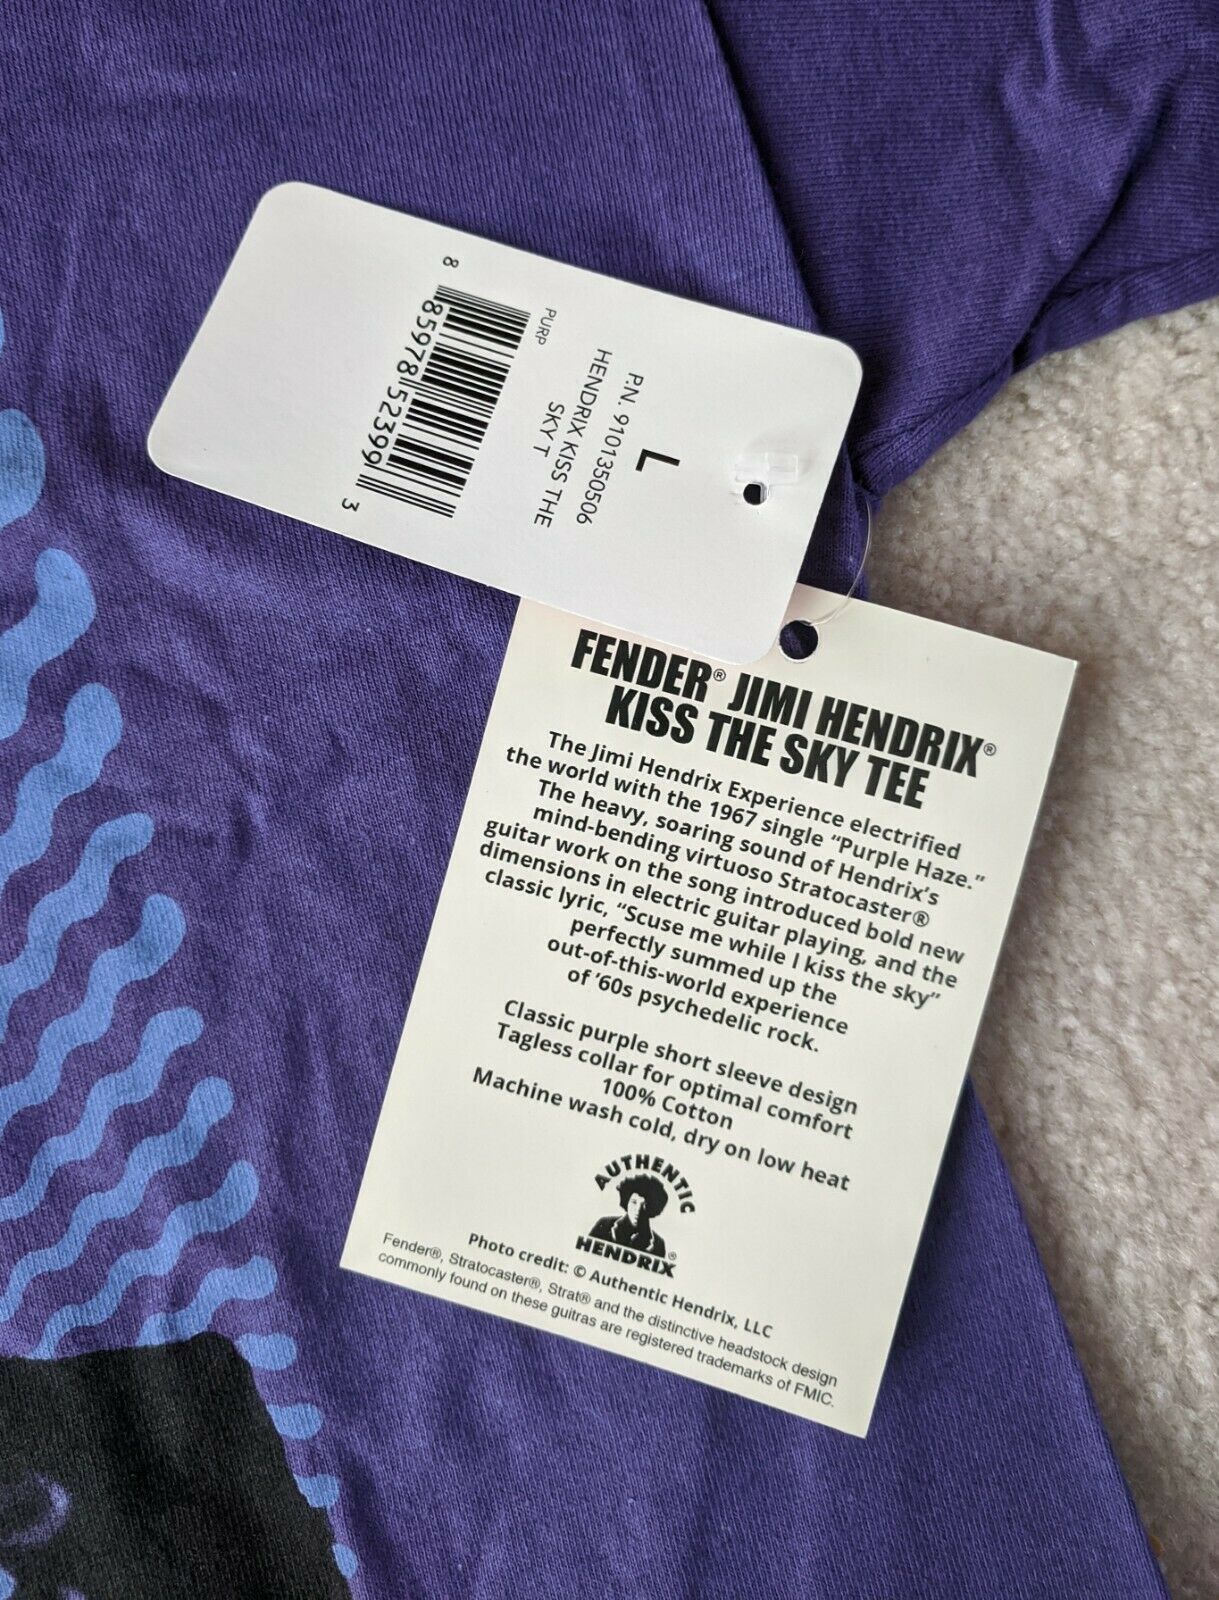 L
P.N. 9101350506
HENDRIX KISS THE
SKY T
PURP
8 85978 52399 3
FENDER® JIMI HENDRIX®
KISS THE SKY TEE
The Jimi Hendrix Experience electrified
the world with the 1967 single “Purple Haze.”
The heavy, soaring sound of Hendrix’s
mind-bending virtuoso Stratocaster®
guitar work on the song introduced bold new
dimensions in electric guitar playing, and the
classic lyric, “Scuse me while I kiss the sky”
perfectly summed up the
out-of-this-world experience
of ’60s psychedelic rock.
Classic purple short sleeve design
Tagless collar for optimal comfort
100% Cotton
Machine wash cold, dry on low heat
AUTHENTIC
HENDRIX®
Photo credit: © Authentic Hendrix, LLC
Fender®, Stratocaster®, Strat® and the distinctive headstock design
commonly found on these guitras are registered trademarks of FMIC.